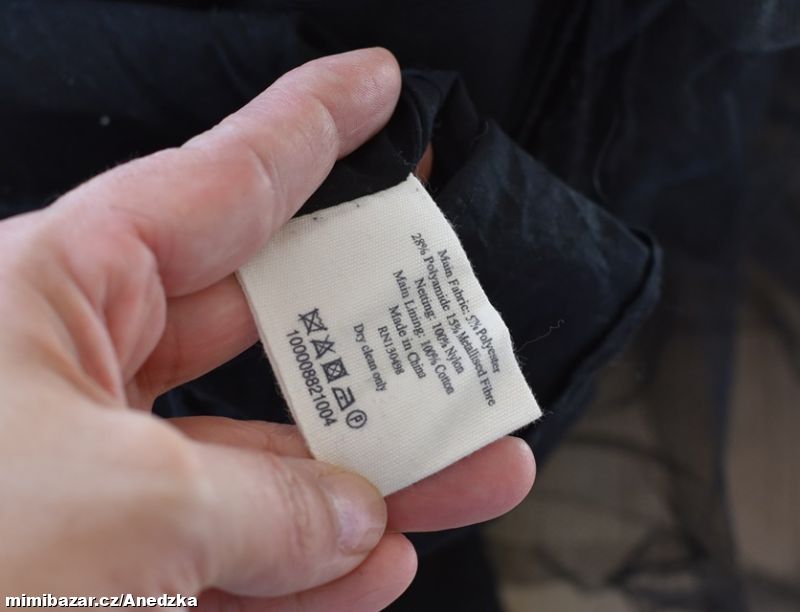 Main Fabric: 5% Polyester
28% Polyamide 15% Metallised Fibre
Netting: 100% Nylon
Main Lining: 100% Cotton
Made in China
RN130498
Dry clean only
100008821004
mimibazar.cz/Anedzka